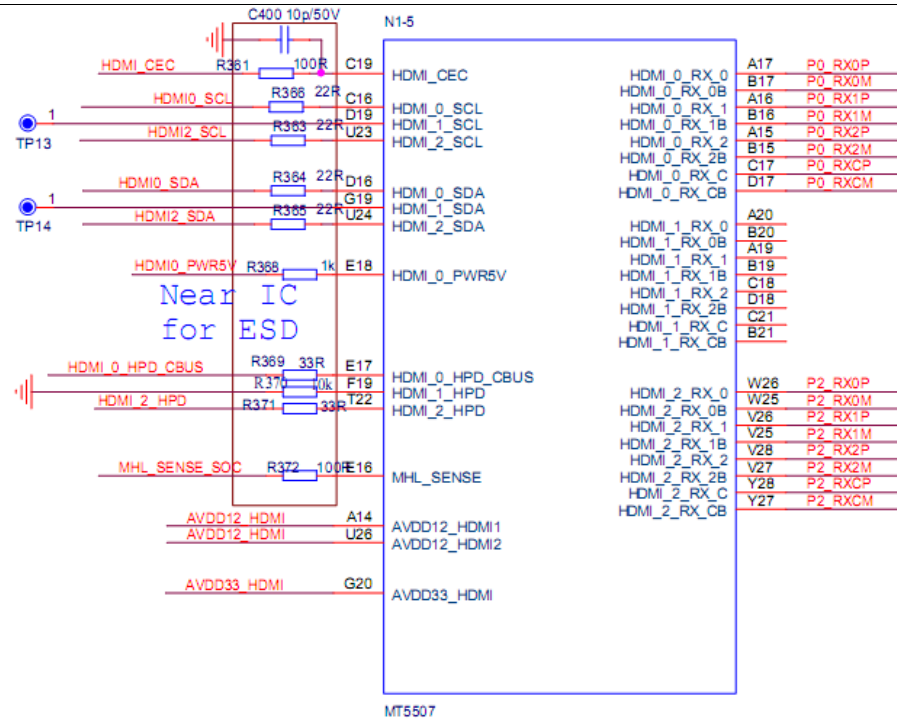 C400 10p/50V
N1-5
HDMI_CEC R361 100R C19 HDMI_CEC
R366 22R
HDMI0_SCL C16 HDMI_0_SCL
1 D19 HDMI_1_SCL
TP13
HDMI2_SCL R363 22R U23 HDMI_2_SCL
HDMI0_SDA R364 22R D16 HDMI_0_SDA
1 G19 HDMI_1_SDA
TP14
HDMI2_SDA R365 22R U24 HDMI_2_SDA
HDMI0_PWR5V R368 1k E18 HDMI_0_PWR5V
Near IC
for ESD
HDMI_0_HPD_CBUS R369 33R E17 HDMI_0_HPD_CBUS
R370 10k F19 HDMI_1_HPD
HDMI_2_HPD R371 33R T22 HDMI_2_HPD
MHL_SENSE_SOC R372 100R E16 MHL_SENSE
AVDD12_HDMI A14 AVDD12_HDMI1
AVDD12_HDMI U26 AVDD12_HDMI2
AVDD33_HDMI G20 AVDD33_HDMI
HDMI_0_RX_0 A17 P0_RX0P
HDMI_0_RX_0B B17 P0_RX0M
HDMI_0_RX_1 A16 P0_RX1P
HDMI_0_RX_1B B16 P0_RX1M
HDMI_0_RX_2 A15 P0_RX2P
HDMI_0_RX_2B B15 P0_RX2M
HDMI_0_RX_C C17 P0_RXCP
HDMI_0_RX_CB D17 P0_RXCM
HDMI_1_RX_0 A20
HDMI_1_RX_0B B20
HDMI_1_RX_1 A19
HDMI_1_RX_1B B19
HDMI_1_RX_2 C18
HDMI_1_RX_2B D18
HDMI_1_RX_C C21
HDMI_1_RX_CB B21
HDMI_2_RX_0 W26 P2_RX0P
HDMI_2_RX_0B W25 P2_RX0M
HDMI_2_RX_1 V26 P2_RX1P
HDMI_2_RX_1B V25 P2_RX1M
HDMI_2_RX_2 V28 P2_RX2P
HDMI_2_RX_2B V27 P2_RX2M
HDMI_2_RX_C Y28 P2_RXCP
HDMI_2_RX_CB Y27 P2_RXCM
MT5507